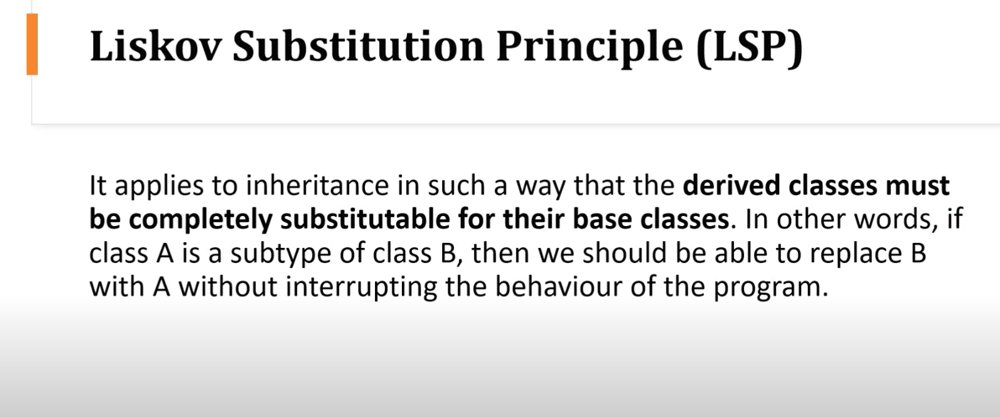 Liskov Substitution Principle (LSP)
It applies to inheritance in such a way that the derived classes must
be completely substitutable for their base classes. In other words, if
class A is a subtype of class B, then we should be able to replace B
with A without interrupting the behaviour of the program.